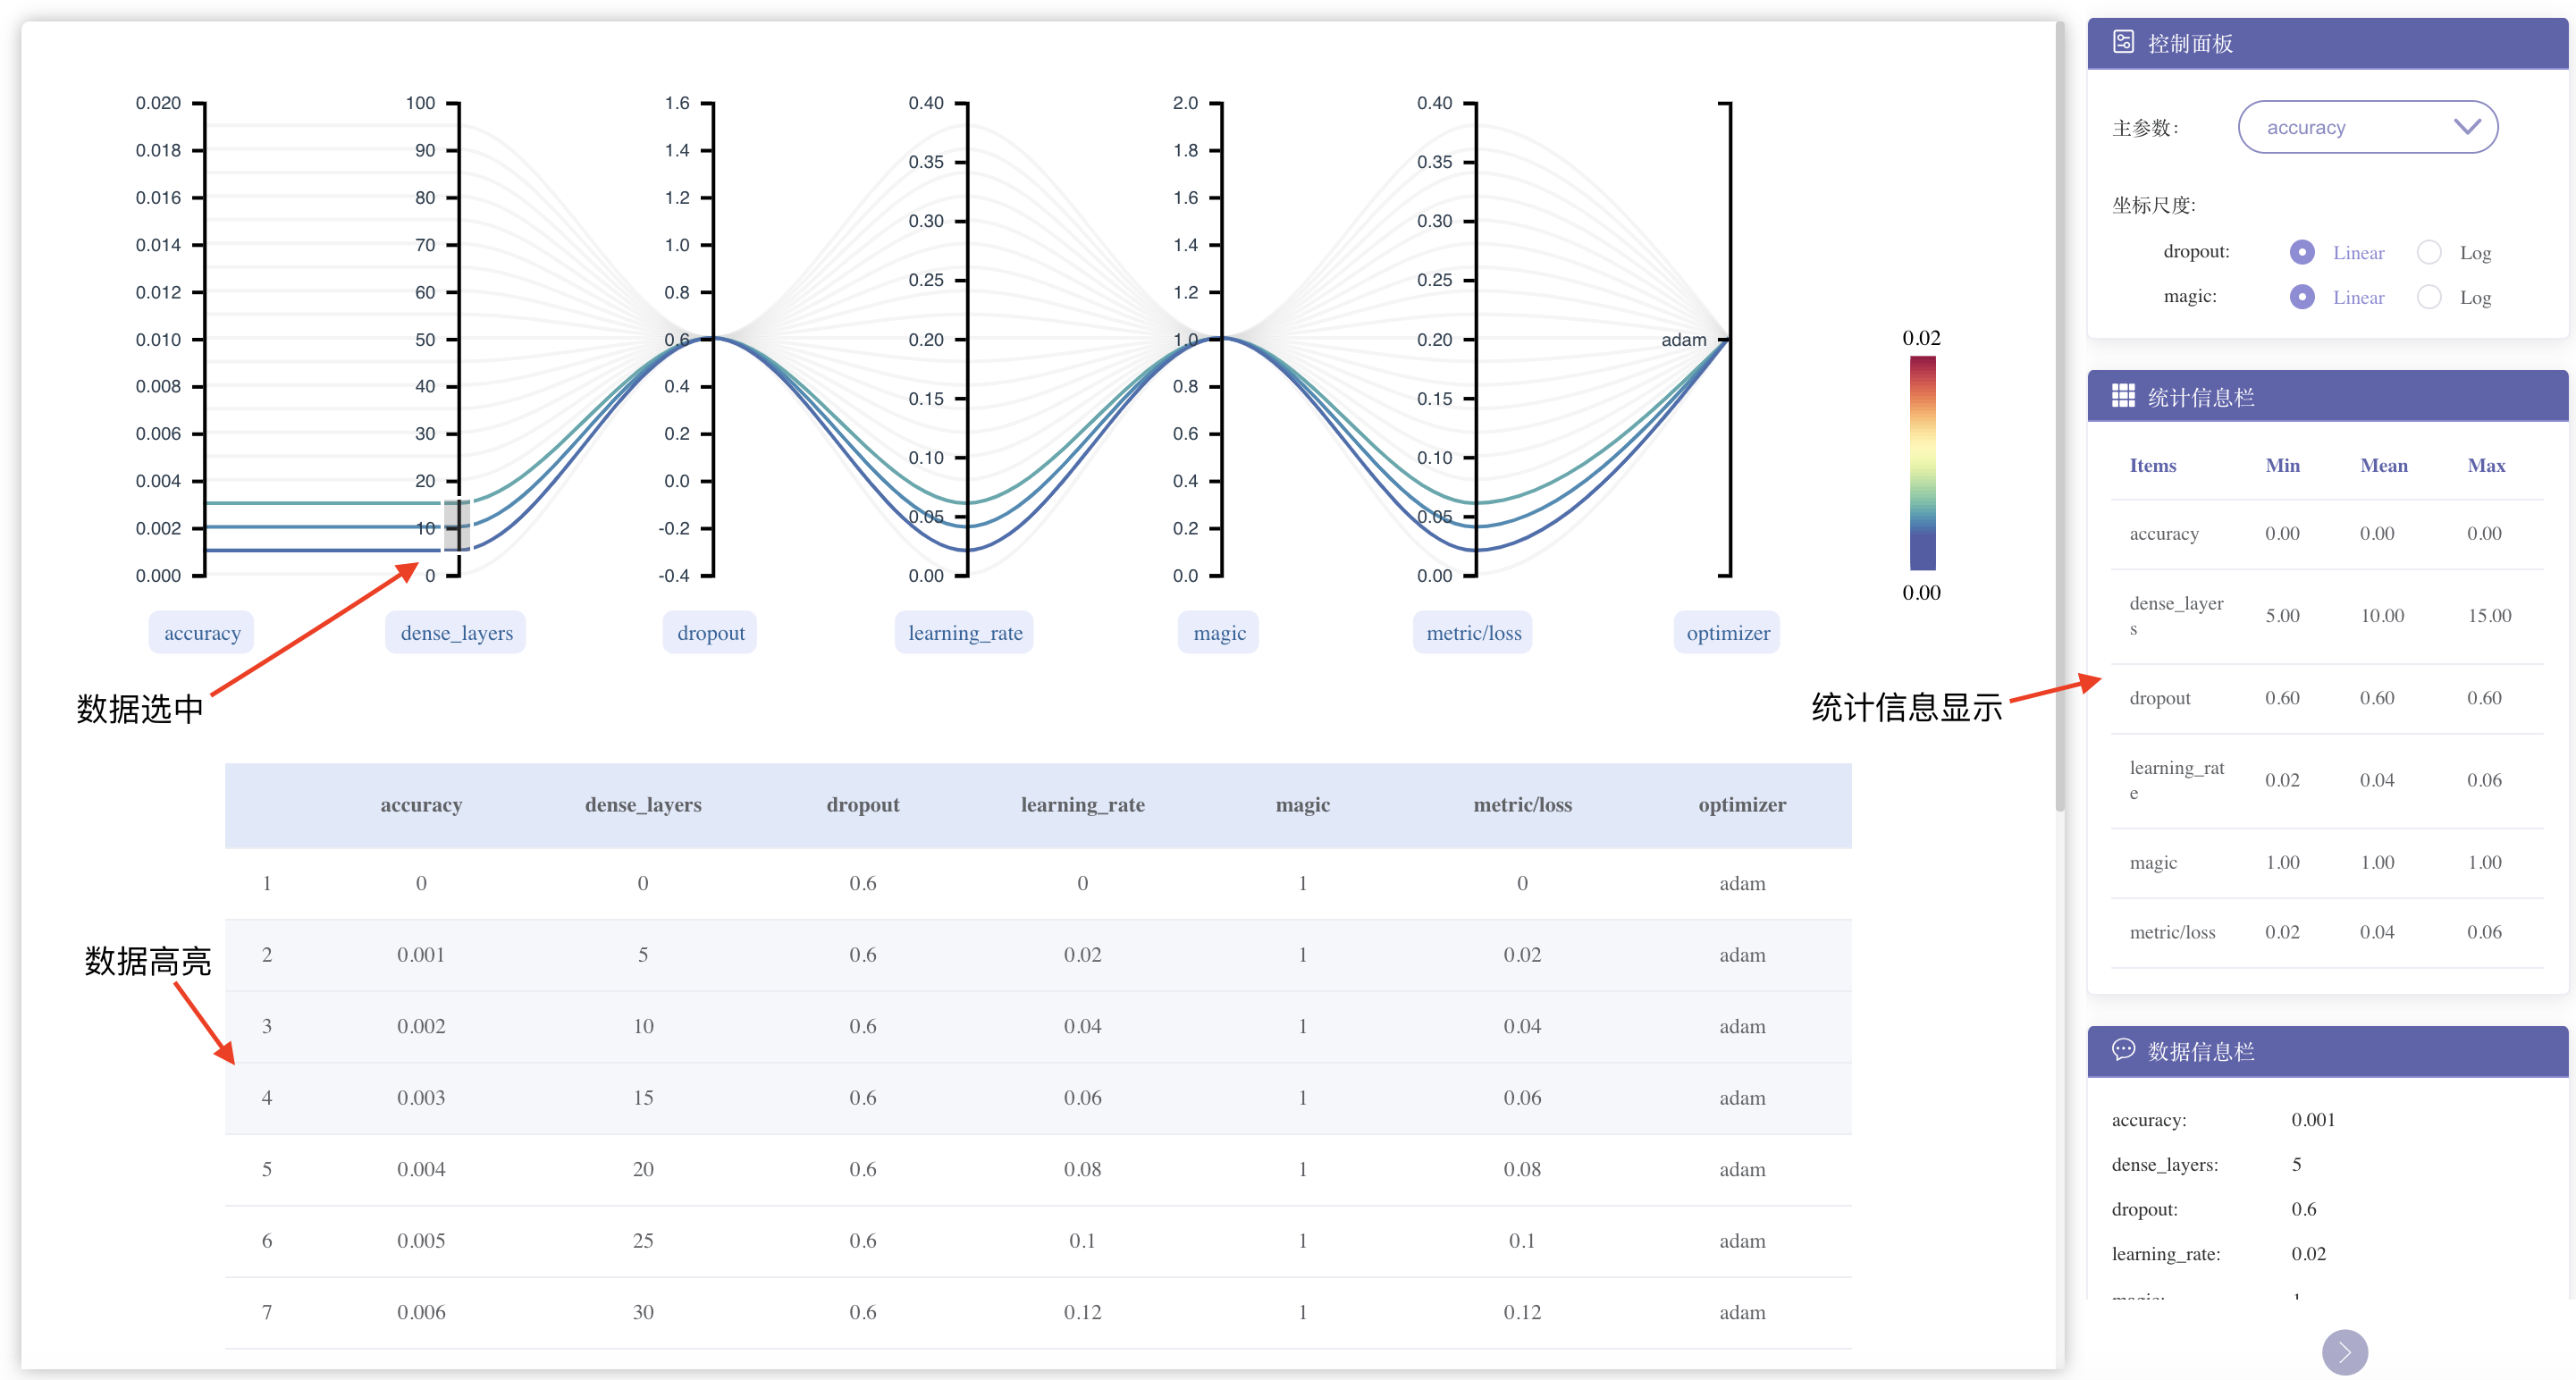 0.020
0.018
0.016
0.014
0.012
0.010
0.008
0.006
0.004
0.002
0.000
accuracy
100
90
80
70
60
50
40
30
20
10
0
dense_layers
1.6
1.4
1.2
1.0
0.8
0.6
0.4
0.2
0.0
-0.2
-0.4
dropout
0.40
0.35
0.30
0.25
0.20
0.15
0.10
0.05
0.00
learning_rate
2.0
1.8
1.6
1.4
1.2
1.0
0.8
0.6
0.4
0.2
0.0
magic
0.40
0.35
0.30
0.25
0.20
0.15
0.10
0.05
0.00
metric/loss
adam
optimizer
0.02
0.00
数据选中
统计信息显示
数据高亮
accuracy dense_layers dropout learning_rate magic metric/loss optimizer
1 0 0 0.6 0 1 0 adam
2 0.001 5 0.6 0.02 1 0.02 adam
3 0.002 10 0.6 0.04 1 0.04 adam
4 0.003 15 0.6 0.06 1 0.06 adam
5 0.004 20 0.6 0.08 1 0.08 adam
6 0.005 25 0.6 0.1 1 0.1 adam
7 0.006 30 0.6 0.12 1 0.12 adam
控制面板
主参数: accuracy
坐标尺度:
dropout: Linear Log
magic: Linear Log
统计信息栏
Items Min Mean Max
accuracy 0.00 0.00 0.00
dense_layer
s 5.00 10.00 15.00
dropout 0.60 0.60 0.60
learning_rat
e 0.02 0.04 0.06
magic 1.00 1.00 1.00
metric/loss 0.02 0.04 0.06
数据信息栏
accuracy: 0.001
dense_layers: 5
dropout: 0.6
learning_rate: 0.02
magic: 1